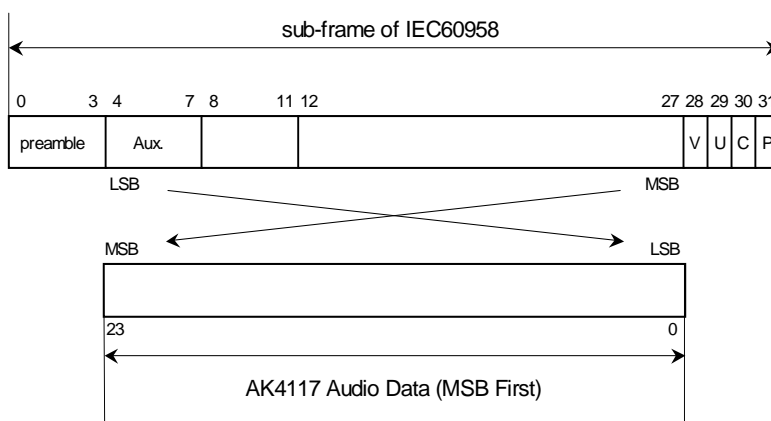 sub-frame of IEC60958
0 3 4 7 8 11 12 27 28 29 30 31
preamble Aux. V U C P
LSB MSB
MSB LSB
23 0
AK4117 Audio Data (MSB First)